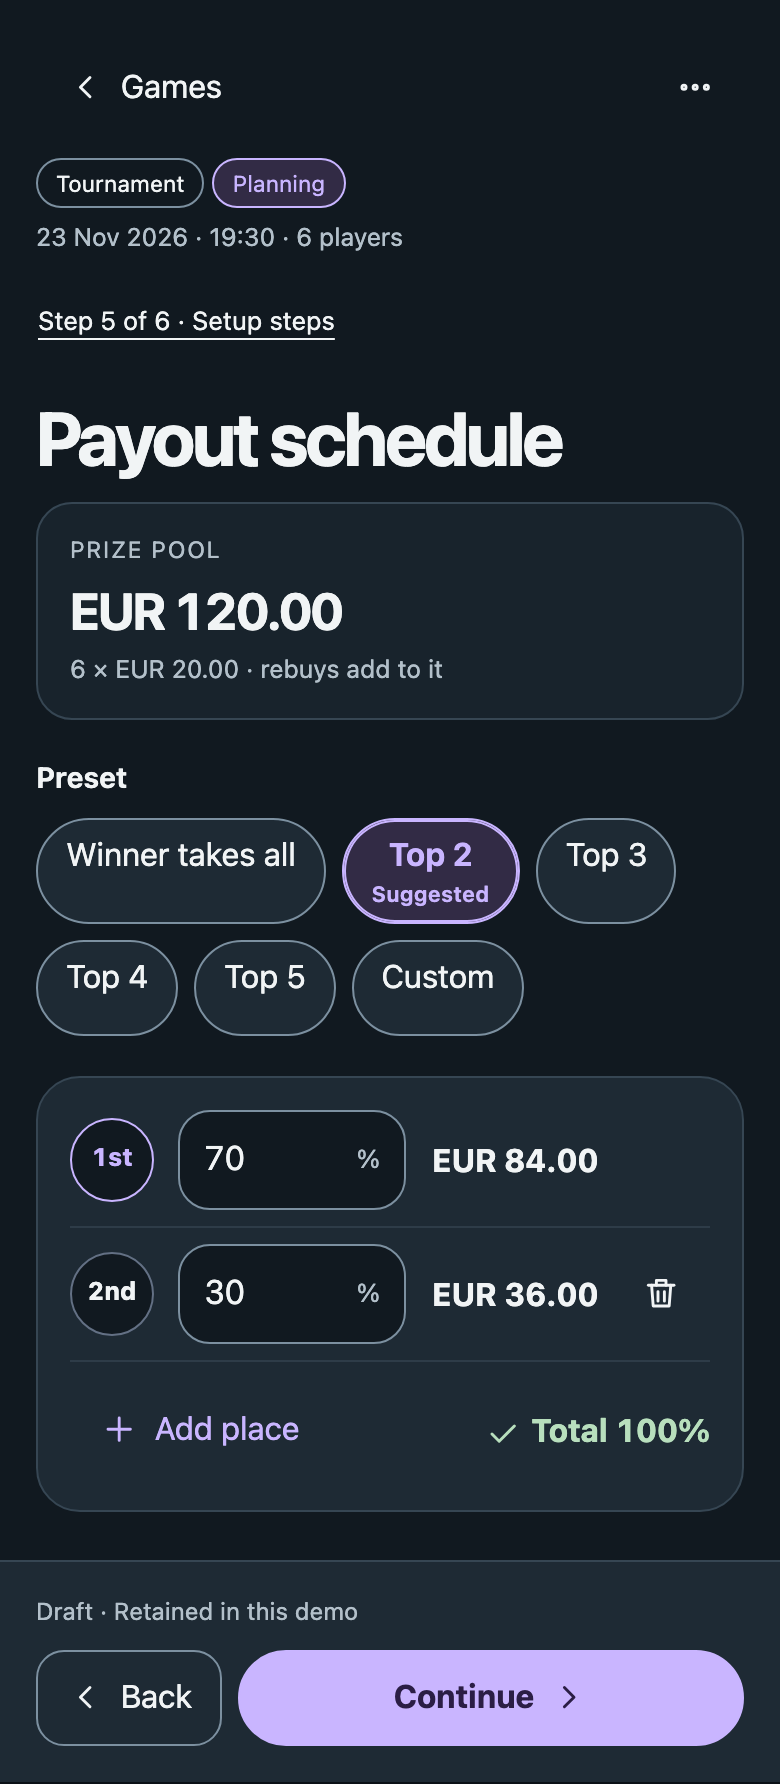 Games
Tournament Planning
23 Nov 2026 · 19:30 · 6 players
Step 5 of 6 · Setup steps
Payout schedule
PRIZE POOL
EUR 120.00
6 × EUR 20.00 · rebuys add to it
Preset
Winner takes all
Top 2
Suggested
Top 3
Top 4
Top 5
Custom
1st 70 % EUR 84.00
2nd 30 % EUR 36.00
Add place
Total 100%
Draft · Retained in this demo
Back
Continue